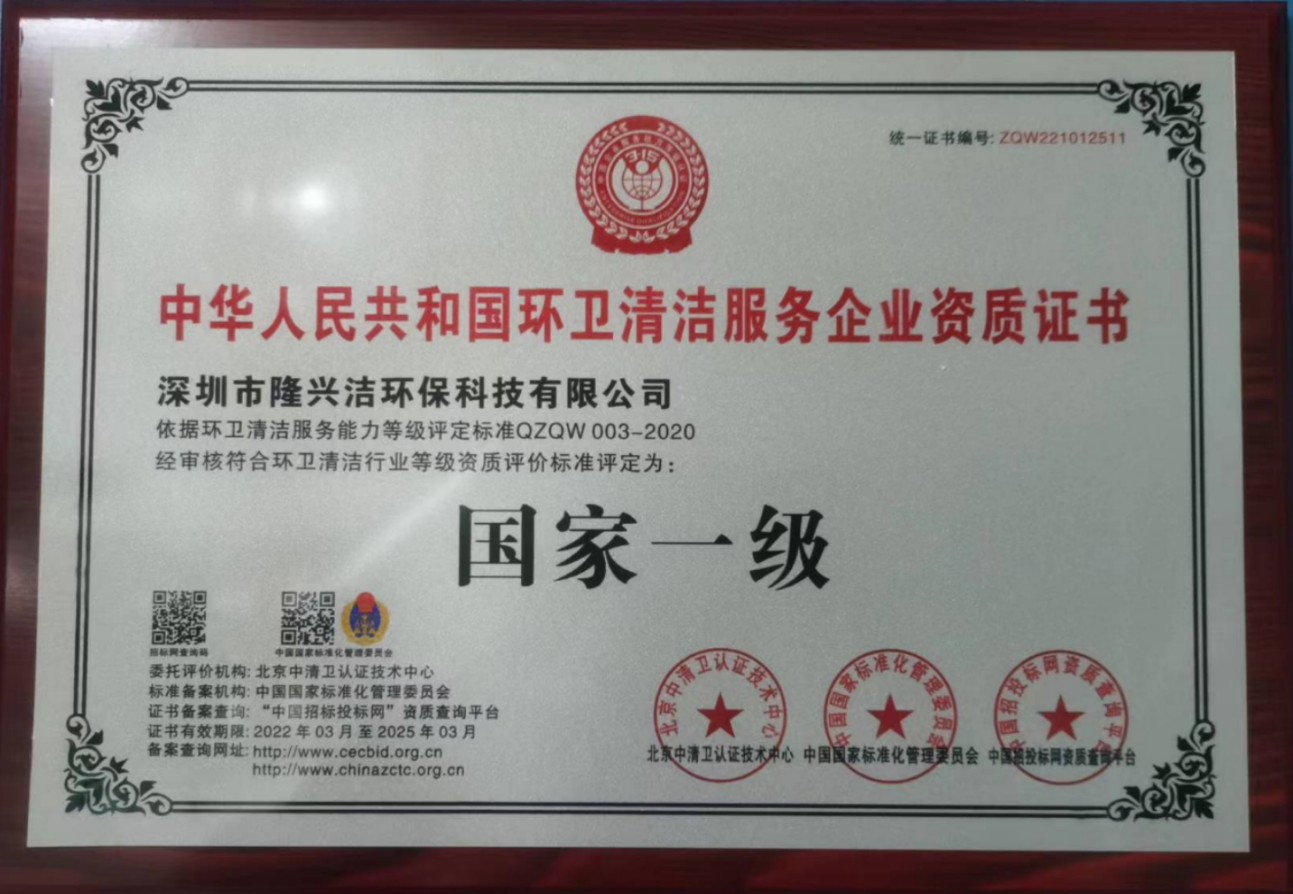 统一证书编号: ZQW221012511
3·15
中华人民共和国环卫清洁服务企业资质证书
深圳市隆兴洁环保科技有限公司
依据环卫清洁服务能力等级评定标准QZQW 003-2020
经审核符合环卫清洁行业等级资质评价标准评定为：
国家一级
招标网查询码
中国国家标准化管理委员会
委托评价机构: 北京中清卫认证技术中心
标准备案机构: 中国国家标准化管理委员会
证书备案查询: “中国招标投标网”资质查询平台
证书有效期限: 2022 年 03 月 至 2025 年 03 月
备案查询网址: http://www.cecbid.org.cn
http://www.chinazctc.org.cn
北京中清卫认证技术中心
中国国家标准化管理委员会
中国招投标网资质查询平台
北京中清卫认证技术中心 中国国家标准化管理委员会 中国招投标网资质查询平台